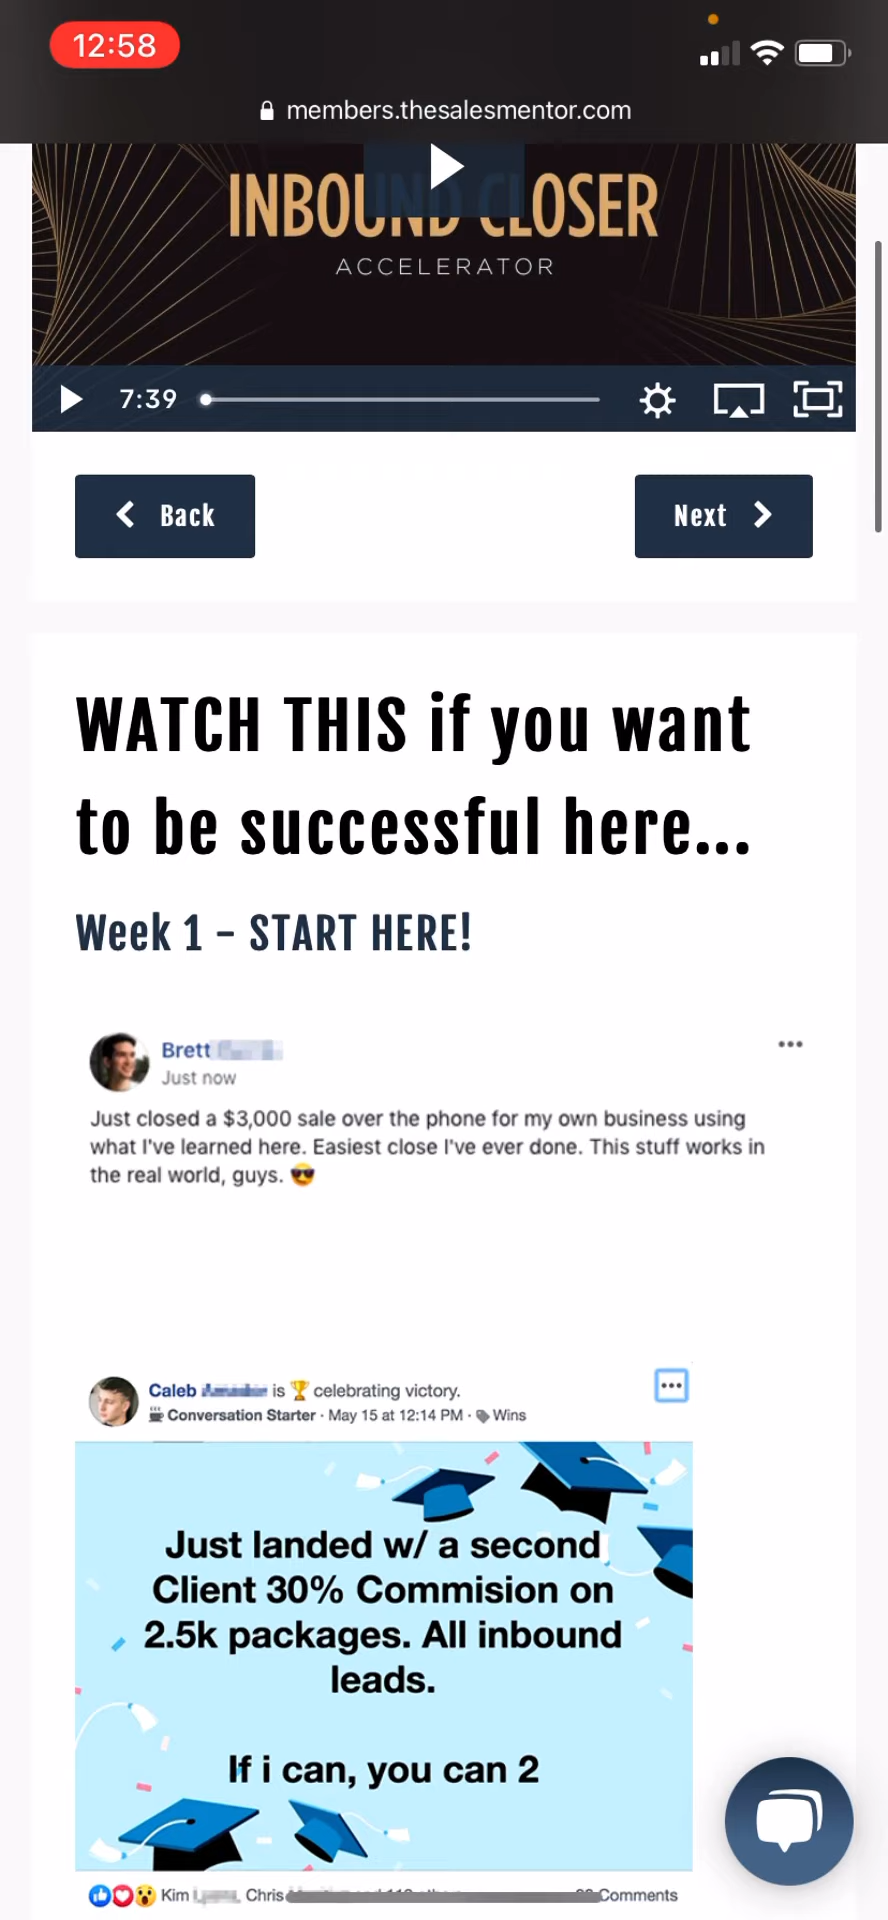 12:58
members.thesalesmentor.com
INBOUND CLOSER
ACCELERATOR
7:39
Back
Next
WATCH THIS if you want
to be successful here...
Week 1 - START HERE!
Brett
Just now
Just closed a $3,000 sale over the phone for my own business using
what I've learned here. Easiest close I've ever done. This stuff works in
the real world, guys. 😎
Caleb is 🏆 celebrating victory.
Conversation Starter · May 15 at 12:14 PM · Wins
Just landed w/ a second
Client 30% Commision on
2.5k packages. All inbound
leads.
If i can, you can 2
Kim , Chris Comments